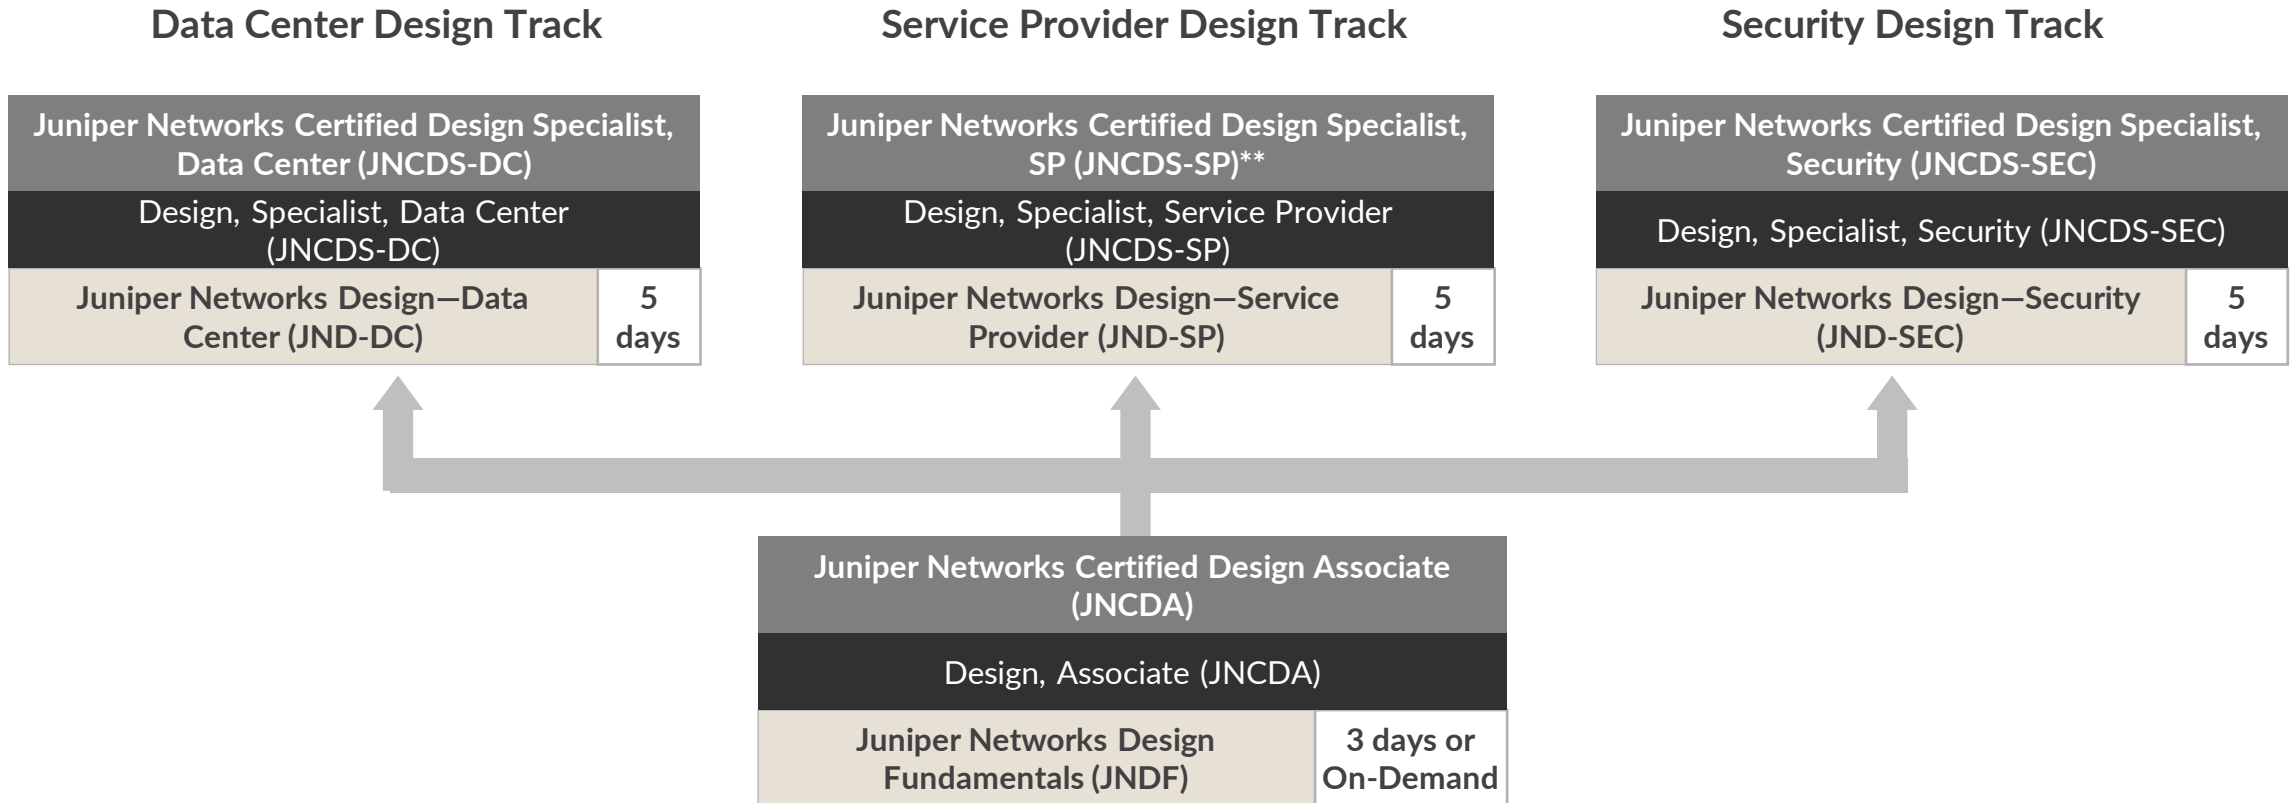 Data Center Design Track
Service Provider Design Track
Security Design Track
Juniper Networks Certified Design Specialist,
Data Center (JNCDS-DC)
Design, Specialist, Data Center
(JNCDS-DC)
Juniper Networks Design—Data
Center (JND-DC)
5
days
Juniper Networks Certified Design Specialist,
SP (JNCDS-SP)**
Design, Specialist, Service Provider
(JNCDS-SP)
Juniper Networks Design—Service
Provider (JND-SP)
5
days
Juniper Networks Certified Design Specialist,
Security (JNCDS-SEC)
Design, Specialist, Security (JNCDS-SEC)
Juniper Networks Design—Security
(JND-SEC)
5
days
Juniper Networks Certified Design Associate
(JNCDA)
Design, Associate (JNCDA)
Juniper Networks Design
Fundamentals (JNDF)
3 days or
On-Demand